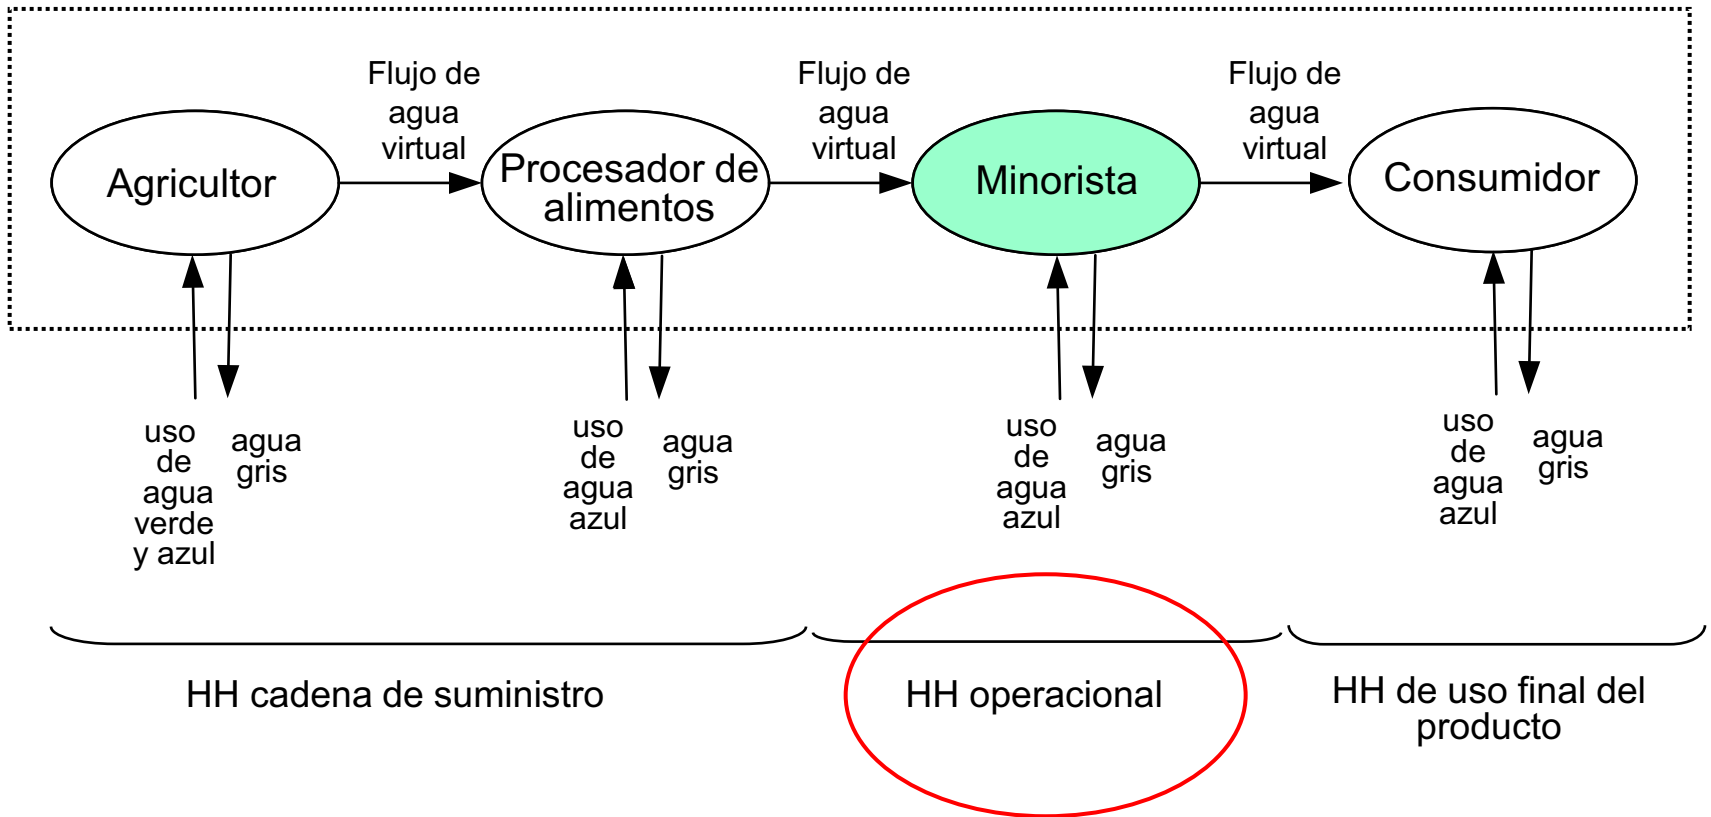 Flujo de
agua
virtual
Flujo de
agua
virtual
Flujo de
agua
virtual
Agricultor
Procesador de
alimentos
Minorista
Consumidor
uso
de
agua
verde
y azul
agua
gris
uso
de
agua
azul
agua
gris
uso
de
agua
azul
agua
gris
uso
de
agua
azul
agua
gris
HH cadena de suministro
HH operacional
HH de uso final del
producto